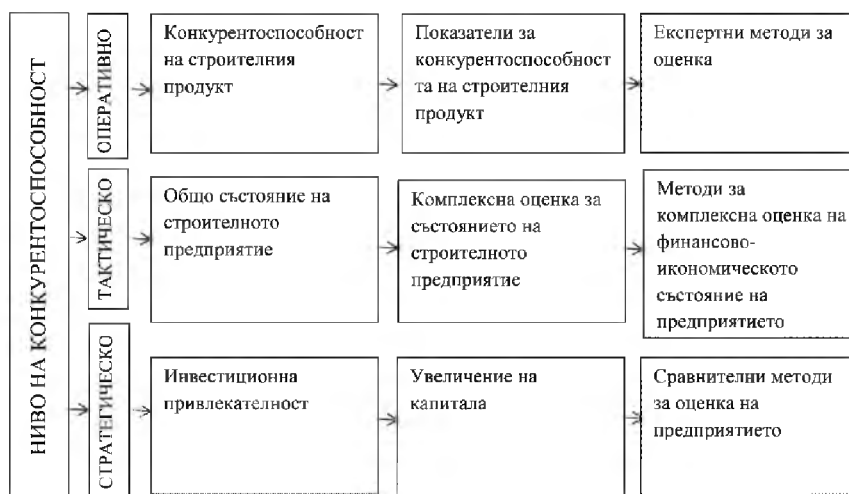 НИВО НА КОНКУРЕНТОСНПОСОБНОСТ
ОПЕРАТИВНО
Конкурентоспособност
на строителния
продукт
Показатели за
конкурентоспособност
та на строителния
продукт
Експертни методи за
оценка
ТАКТИЧЕСКО
Общо състояние на
строителното
предприятие
Комплексна оценка за
състоянието на
строителното
предприятие
Методи за
комплексна оценка на
финансово-
икономическото
състояние на
предприятието
СТРАТЕГИЧЕСКО
Инвестиционна
привлекателност
Увеличение на
капитала
Сравнителни методи
за оценка на
предприятието